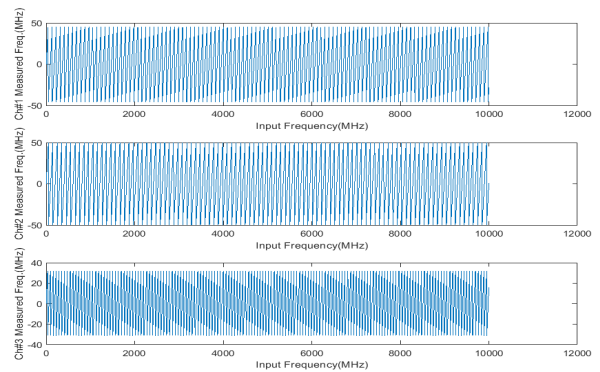 50
0
-50
Ch#1 Measured Freq.(MHz)
0 2000 4000 6000 8000 10000 12000
Input Frequency(MHz)
50
0
-50
Ch#2 Measured Freq.(MHz)
0 2000 4000 6000 8000 10000 12000
Input Frequency(MHz)
40
20
0
-20
-40
Ch#3 Measured Freq.(MHz)
0 2000 4000 6000 8000 10000 12000
Input Frequency(MHz)